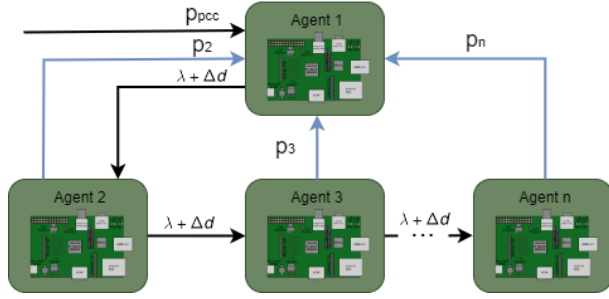 p_pcc
Agent 1
p_2
p_n
λ + Δd
p_3
Agent 2
Agent 3
Agent n
λ + Δd
λ + Δd
...